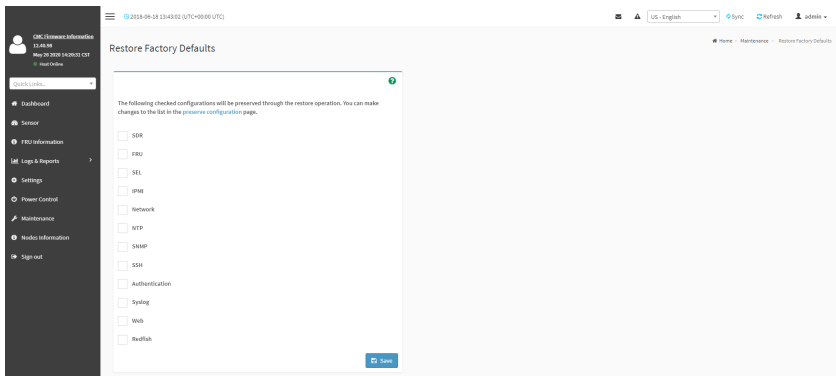 2018-06-18 13:43:02 (UTC+00:00 UTC)
US - English
Sync
Refresh
admin
CMC Firmware Information
12.40.98
May 26 2020 14:20:31 CST
Host Online
Quick Links...
Dashboard
Sensor
FRU Information
Logs & Reports
Settings
Power Control
Maintenance
Nodes Information
Sign out
Restore Factory Defaults
Home > Maintenance > Restore Factory Defaults
The following checked configurations will be preserved through the restore operation. You can make
changes to the list in the preserve configuration page.
SDR
FRU
SEL
IPMI
Network
NTP
SNMP
SSH
Authentication
Syslog
Web
Redfish
Save